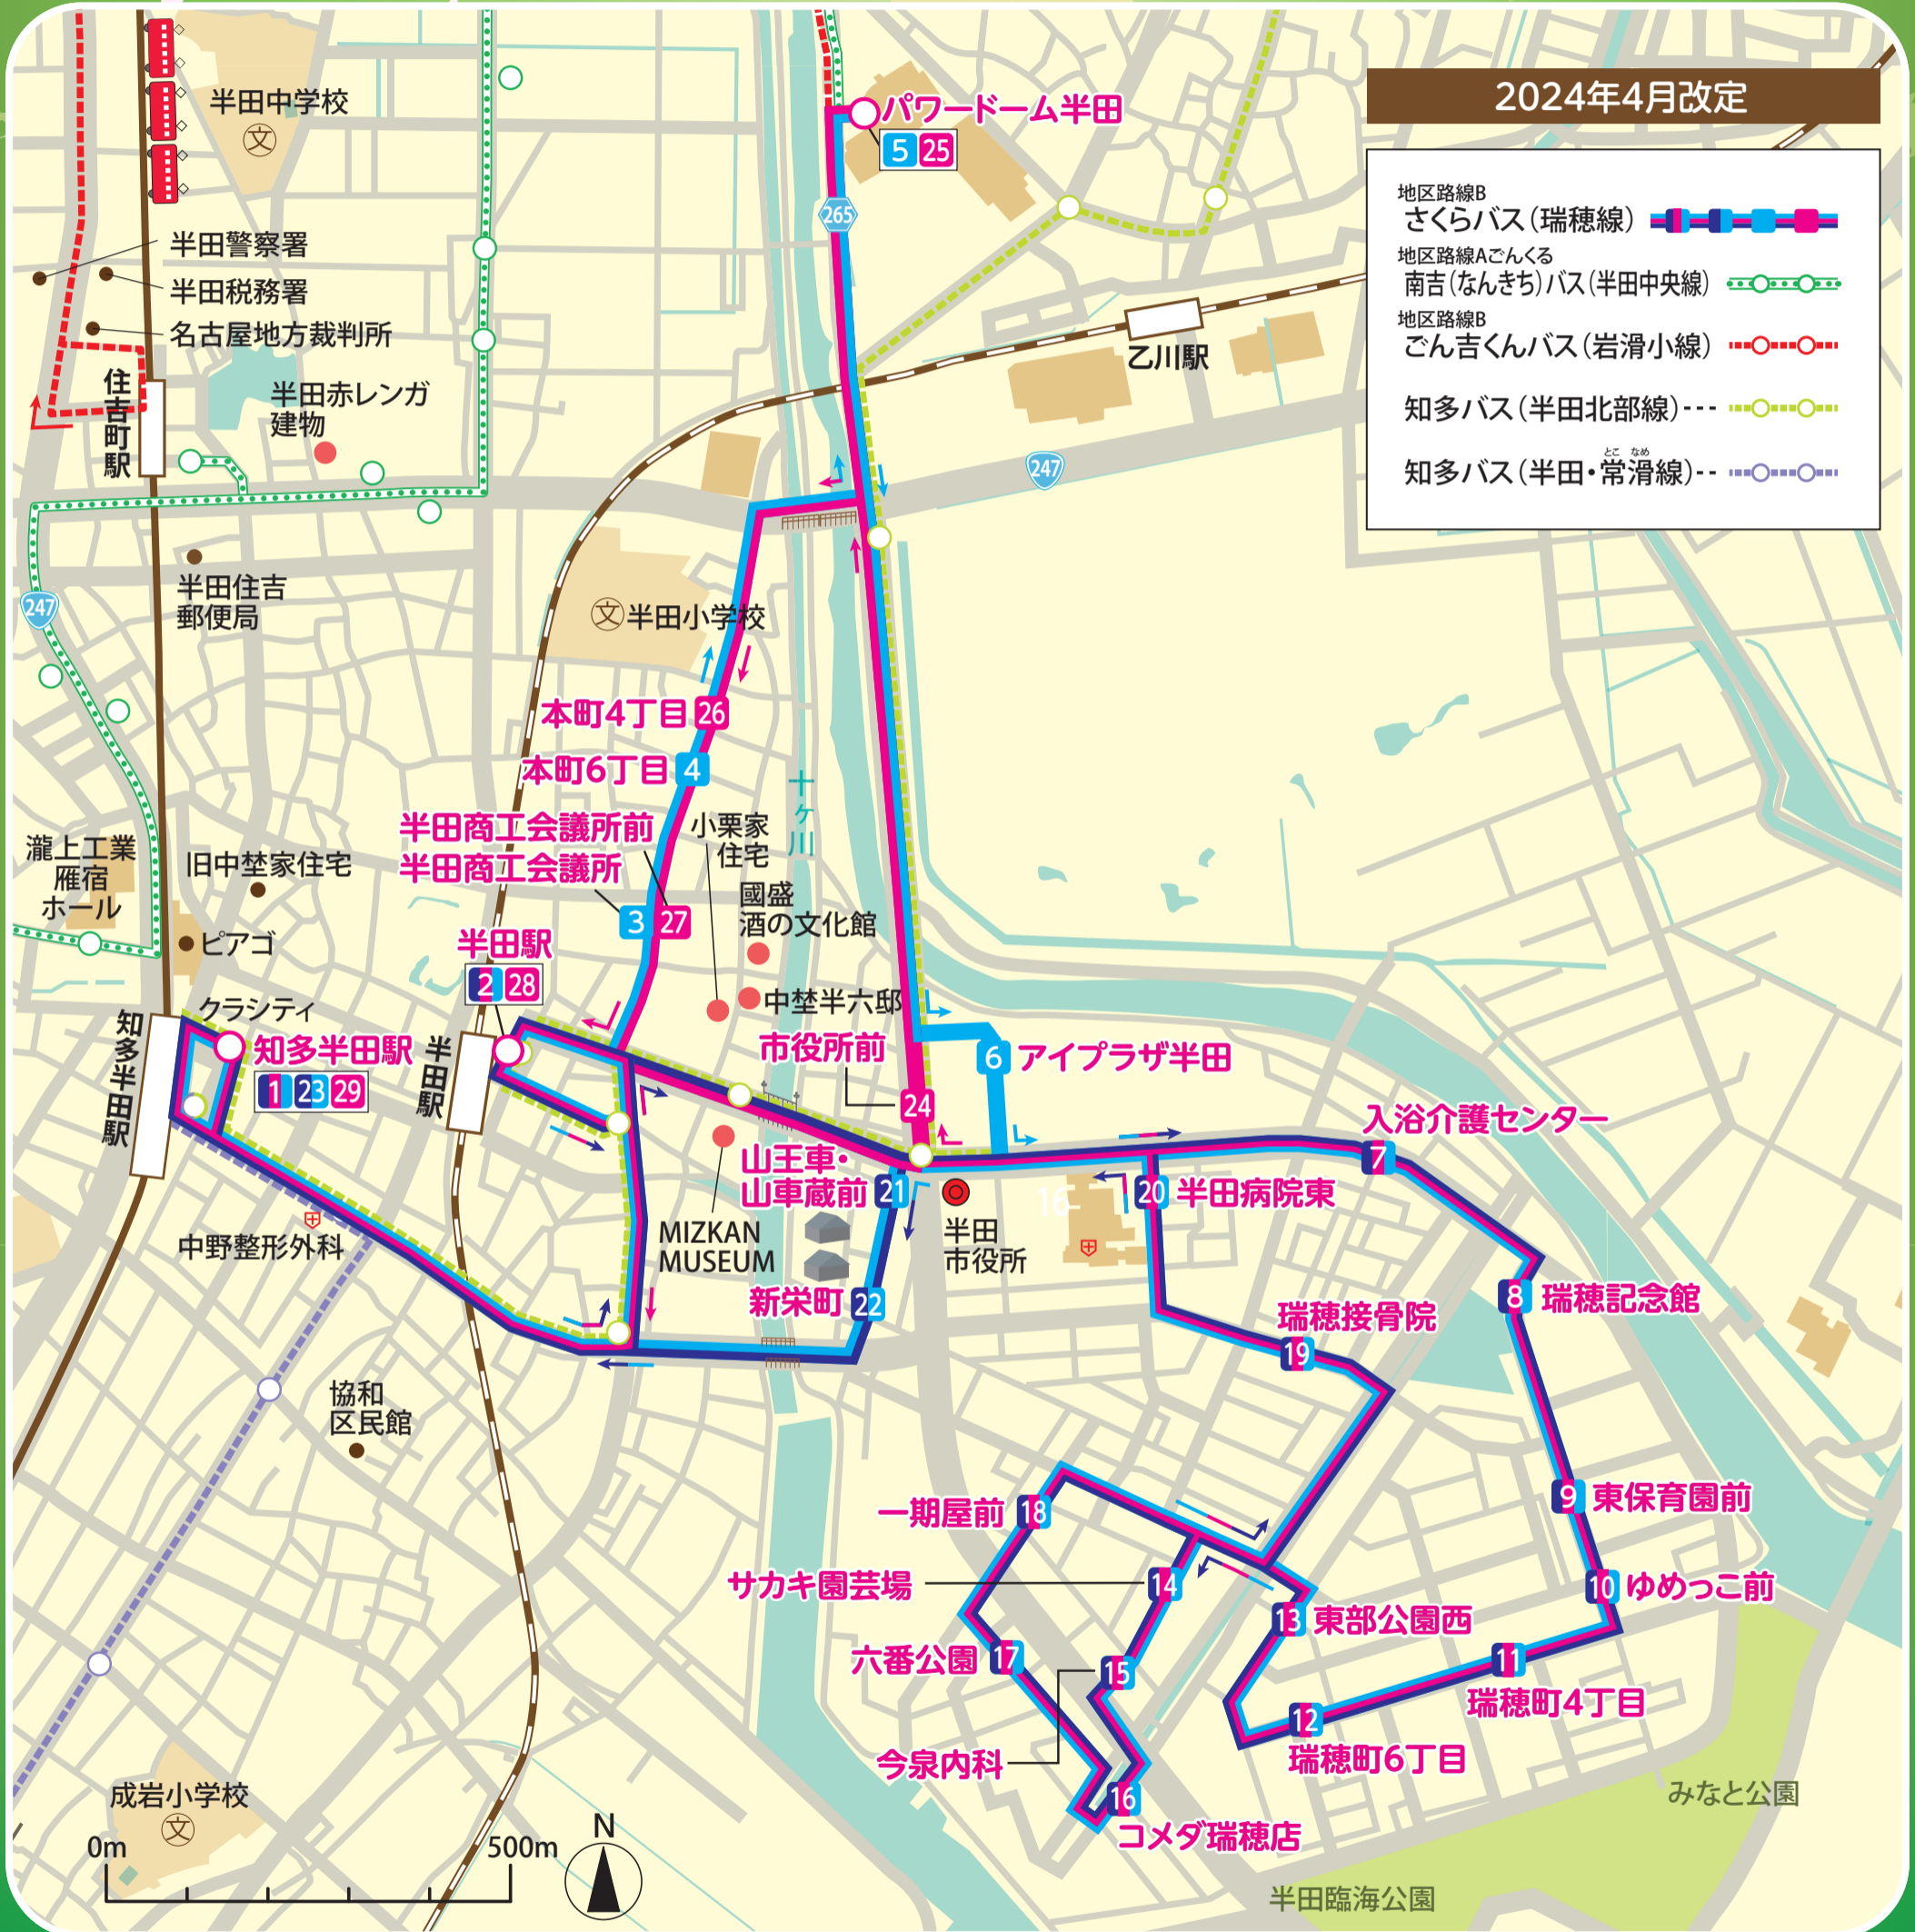 2024年4月改定
地区路線B
さくらバス（瑞穂線）
地区路線Aごんくる
南吉（なんきち）バス（半田中央線）
地区路線B
ごん吉くんバス（岩滑小線）
知多バス（半田北部線）
とこ なめ
知多バス（半田・常滑線）
半田中学校
文
パワードーム半田
5 25
265
半田警察署
半田税務署
名古屋地方裁判所
住吉町駅
半田赤レンガ
建物
乙川駅
247
半田住吉
郵便局
247
文 半田小学校
本町4丁目 26
本町6丁目 4
半田商工会議所前
半田商工会議所
3 27
小栗家
住宅
十ヶ川
國盛
酒の文化館
中埜半六邸
瀧上工業
雁宿
ホール
旧中埜家住宅
ピアゴ
半田駅
2 28
クラシティ
知多半田駅
知多半田駅
1 23 29
半田駅
市役所前
24
6 アイプラザ半田
入浴介護センター
7
山王車・
山車蔵前 21
MIZKAN
MUSEUM
新栄町 22
半田
市役所
16
20 半田病院東
8 瑞穂記念館
瑞穂接骨院
19
中野整形外科
協和
区民館
9 東保育園前
10 ゆめっこ前
一期屋前 18
サカキ園芸場 14
13 東部公園西
六番公園 17
15
11
瑞穂町4丁目
12
瑞穂町6丁目
今泉内科
16
コメダ瑞穂店
成岩小学校
文
みなと公園
半田臨海公園
0m 500m
N